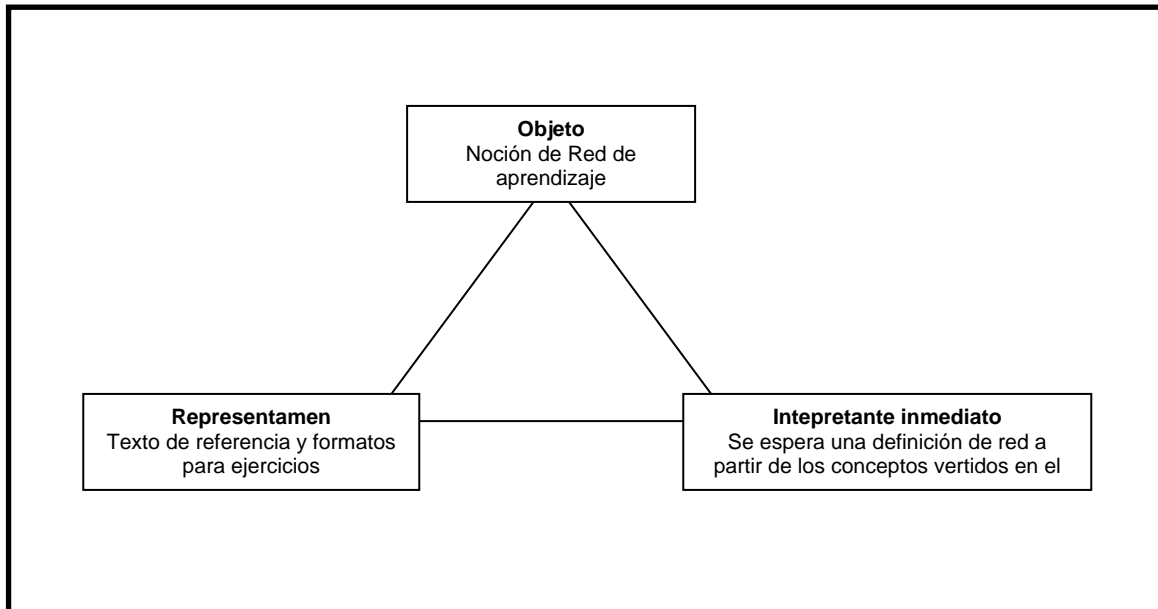 Objeto
Noción de Red de
aprendizaje
Representamen
Texto de referencia y formatos
para ejercicios
Intepretante inmediato
Se espera una definición de red a
partir de los conceptos vertidos en el